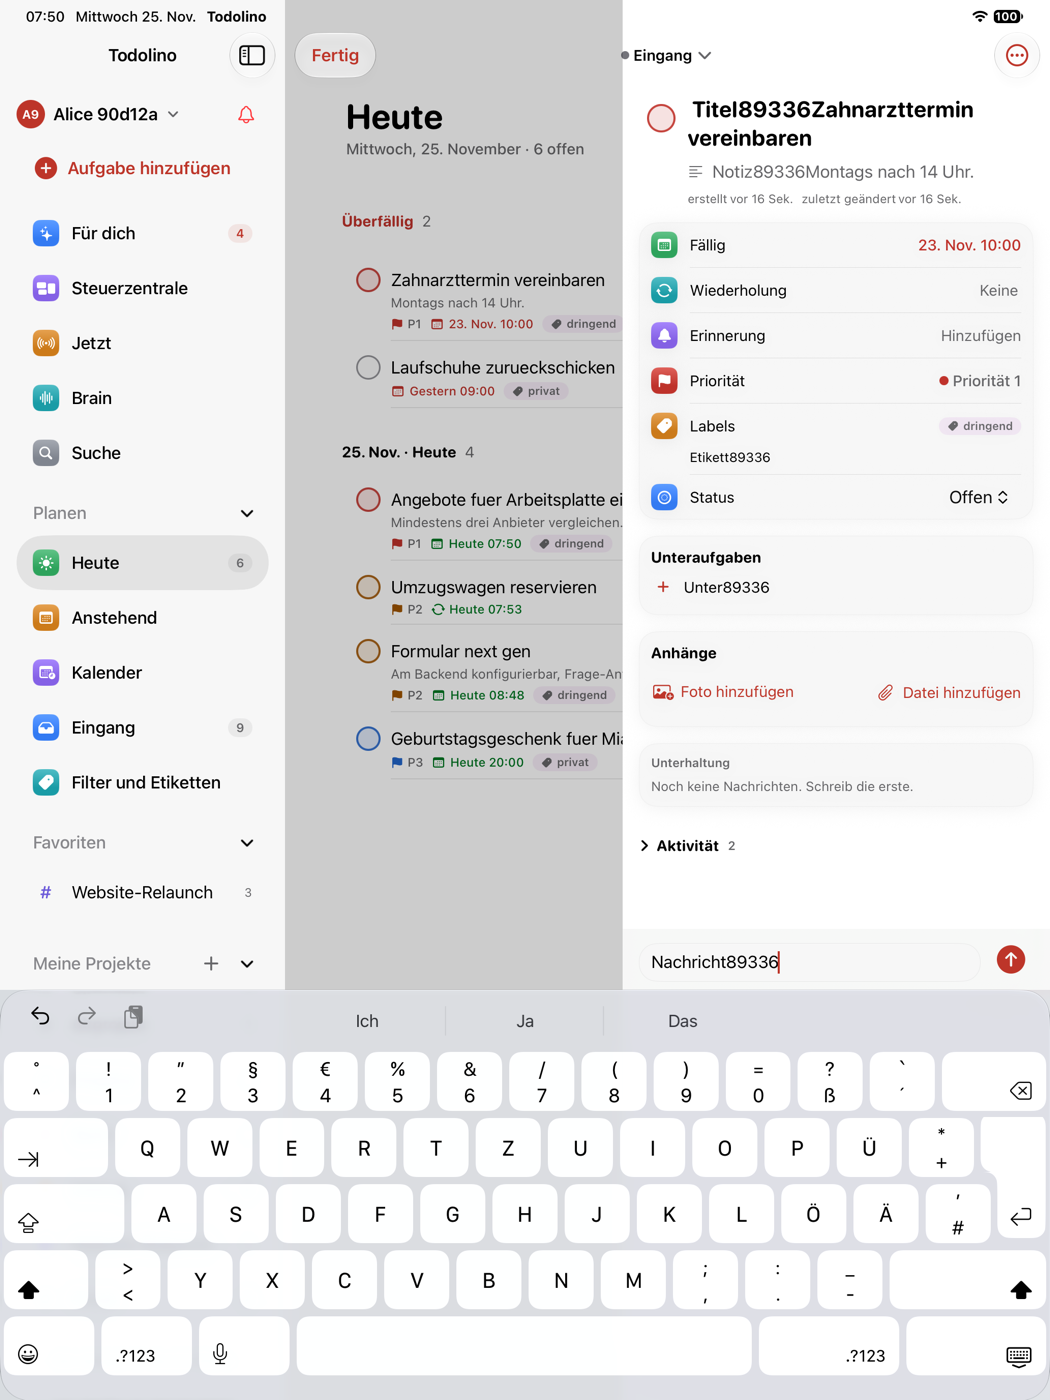 07:50 Mittwoch 25. Nov. Todolino
100
Todolino
A9 Alice 90d12a
Aufgabe hinzufügen
Für dich 4
Steuerzentrale
Jetzt
Brain
Suche
Planen
Heute 6
Anstehend
Kalender
Eingang 9
Filter und Etiketten
Favoriten
# Website-Relaunch 3
Meine Projekte
Fertig
Heute
Mittwoch, 25. November · 6 offen
Überfällig 2
Zahnarzttermin vereinbaren
Montags nach 14 Uhr.
P1 23. Nov. 10:00 dringend
Laufschuhe zurueckschicken
Gestern 09:00 privat
25. Nov. · Heute 4
Angebote fuer Arbeitsplatte ei
Mindestens drei Anbieter vergleichen.
P1 Heute 07:50 dringend
Umzugswagen reservieren
P2 Heute 07:53
Formular next gen
Am Backend konfigurierbar, Frage-An
P2 Heute 08:48 dringend
Geburtstagsgeschenk fuer Mia
P3 Heute 20:00 privat
Eingang
Titel89336Zahnarzttermin
vereinbaren
Notiz89336Montags nach 14 Uhr.
erstellt vor 16 Sek. zuletzt geändert vor 16 Sek.
Fällig 23. Nov. 10:00
Wiederholung Keine
Erinnerung Hinzufügen
Priorität Priorität 1
Labels dringend
Etikett89336
Status Offen
Unteraufgaben
+ Unter89336
Anhänge
Foto hinzufügen Datei hinzufügen
Unterhaltung
Noch keine Nachrichten. Schreib die erste.
Aktivität 2
Nachricht89336
Ich Ja Das
° ! " § $ € % & / ( ) = ? `
^ 1 2 3 4 5 6 7 8 9 0 ß ´
Q W E R T Z U I O P Ü * +
A S D F G H J K L Ö Ä ' #
> < Y X C V B N M ; , : . _ -
.?123 .?123